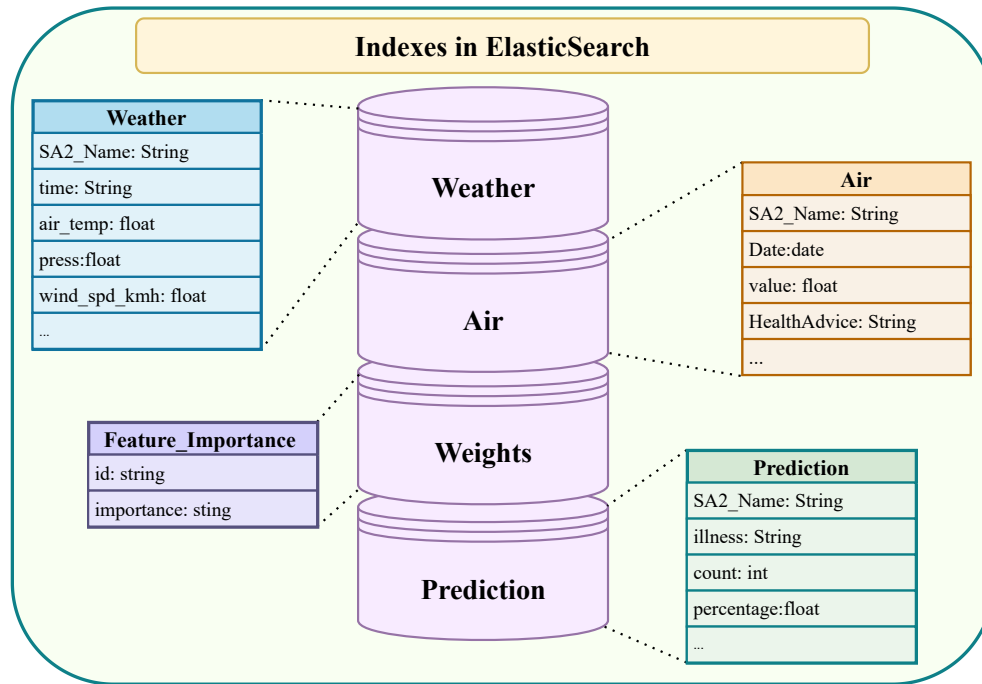 Indexes in ElasticSearch
Weather
SA2_Name: String
time: String
air_temp: float
press:float
wind_spd_kmh: float
...
Weather
Air
Weights
Prediction
Air
SA2_Name: String
Date:date
value: float
HealthAdvice: String
...
Feature_Importance
id: string
importance: sting
Prediction
SA2_Name: String
illness: String
count: int
percentage:float
...